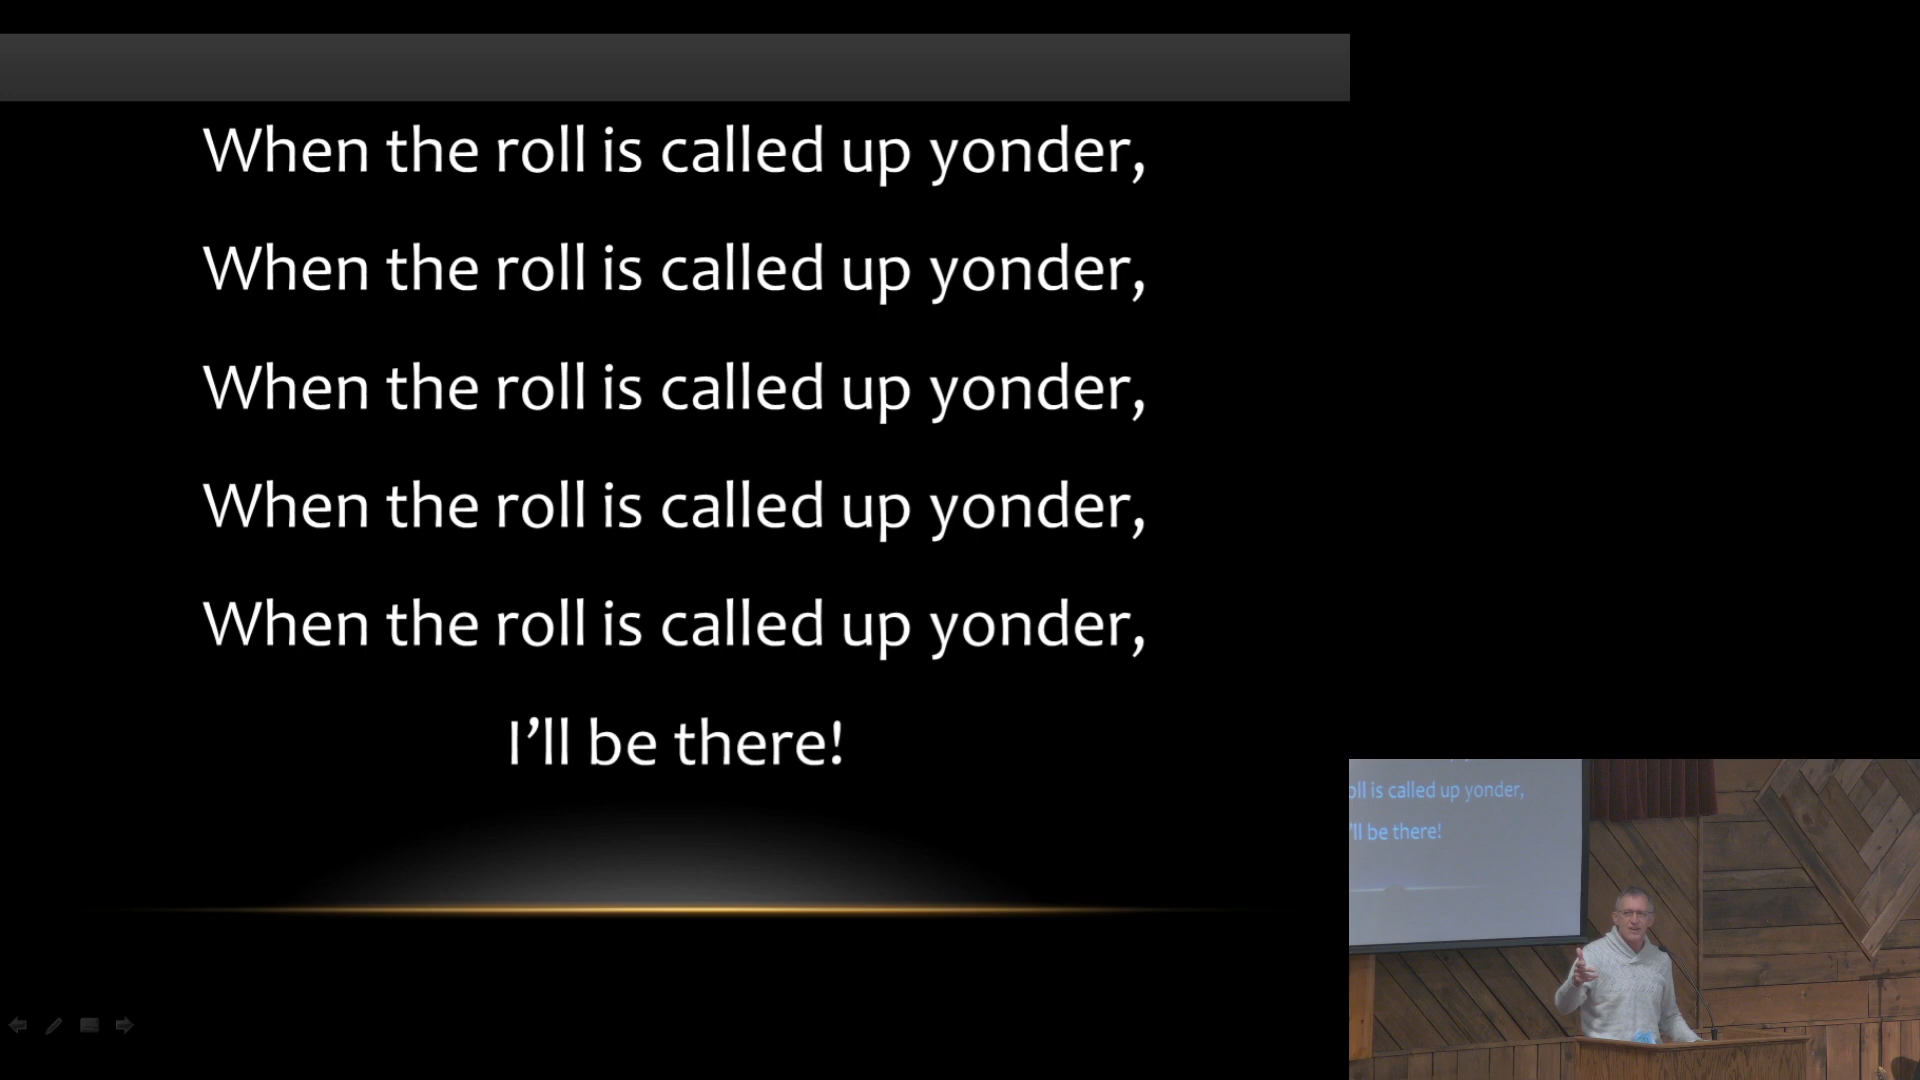 When the roll is called up yonder,
When the roll is called up yonder,
When the roll is called up yonder,
When the roll is called up yonder,
When the roll is called up yonder,
I’ll be there!
oll is called up yonder,
'll be there!